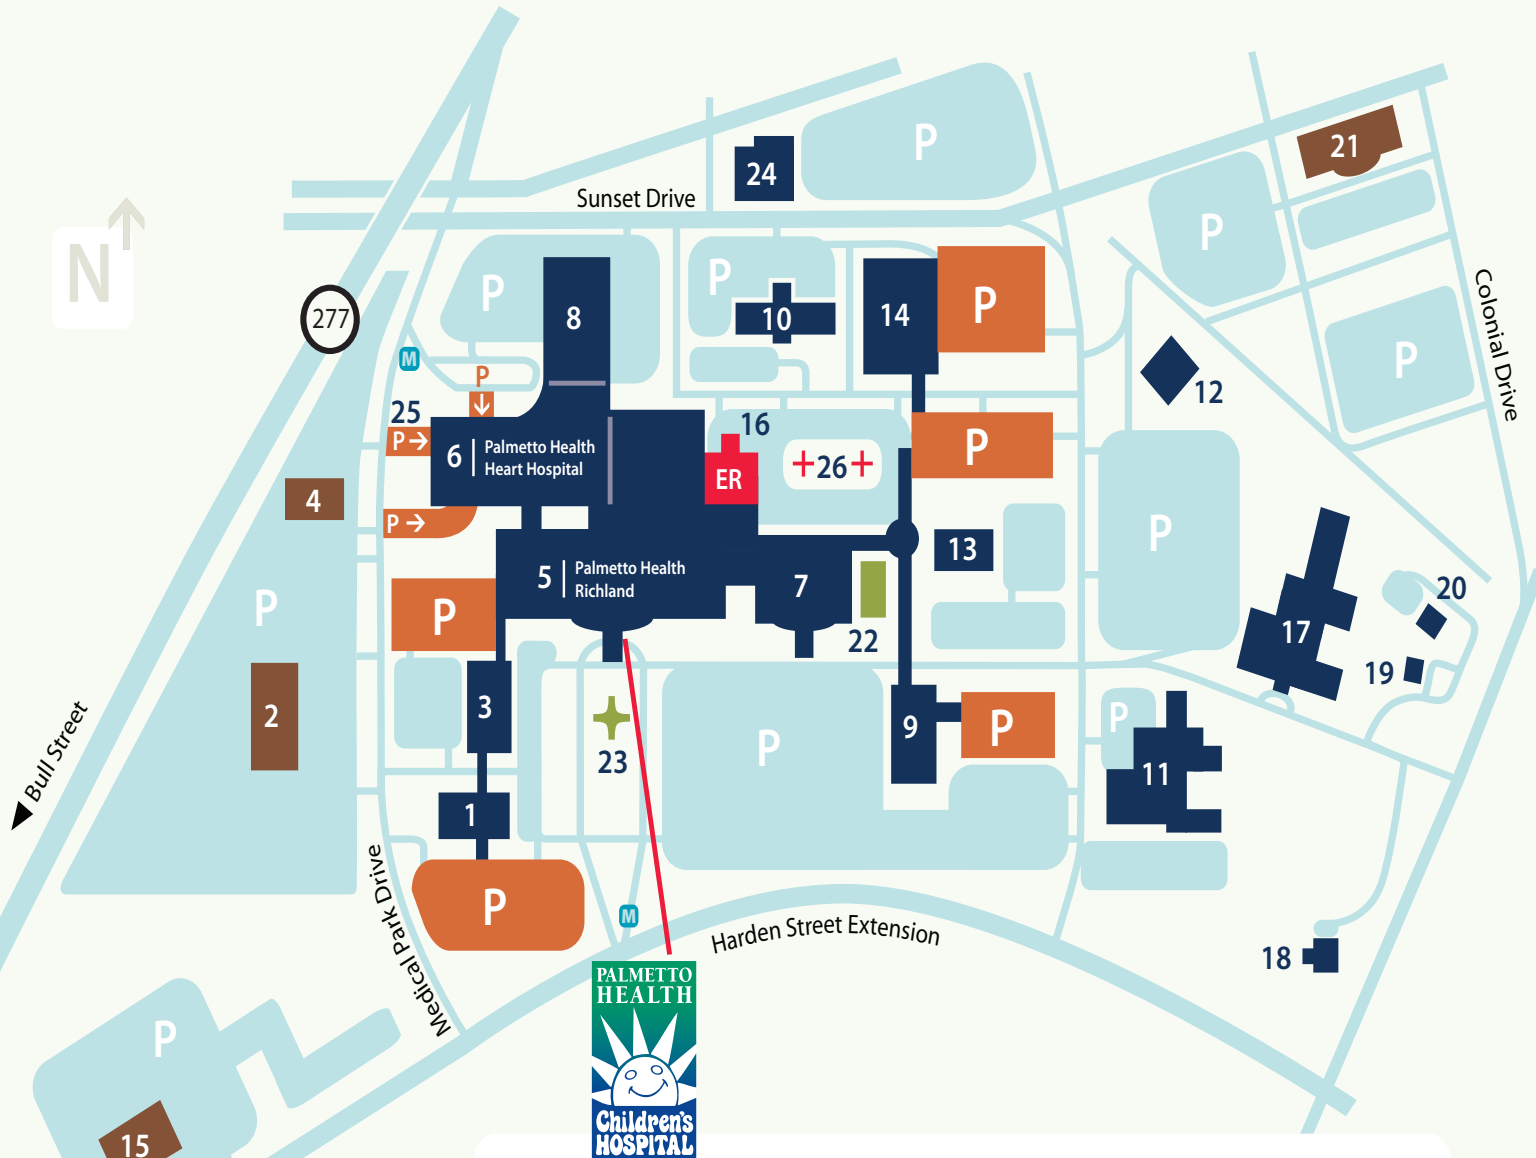 21
P
24
Sunset Drive
P
N
P
P
8
10
14
P
277
Colonial Drive
P
M
P
12
25
16
P
6
Palmetto Health
Heart Hospital
P
ER
+26+
4
P
P
13
5
Palmetto Health
Richland
7
P
P
22
20
17
19
2
3
23
P
9
P
P
11
Bull Street
1
P
M
Medical Park Drive
Harden Street Extension
18
PALMETTO
HEALTH
Children's
HOSPITAL
P
15